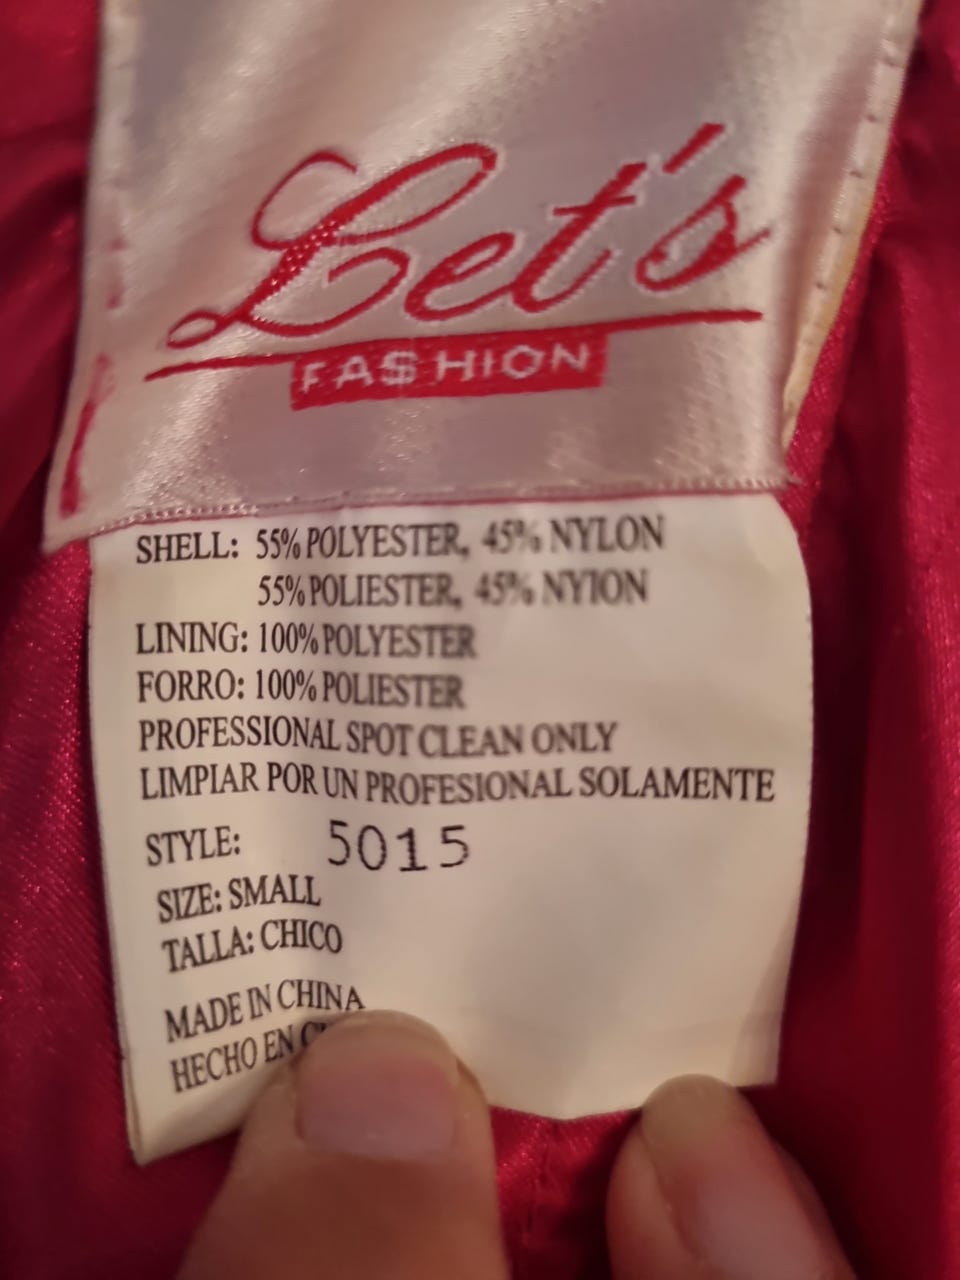 Let's
FASHION
SHELL: 55% POLYESTER, 45% NYLON
55% POLIESTER, 45% NYION
LINING: 100% POLYESTER
FORRO: 100% POLIESTER
PROFESSIONAL SPOT CLEAN ONLY
LIMPIAR POR UN PROFESIONAL SOLAMENTE
STYLE: 5015
SIZE: SMALL
TALLA: CHICO
MADE IN CHINA
HECHO EN